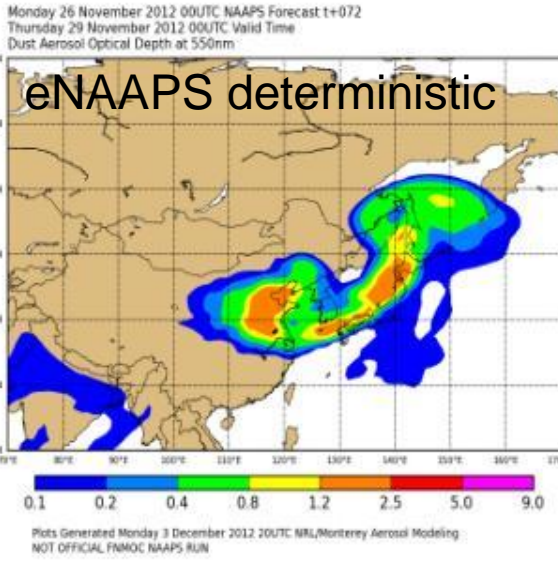 Monday 26 November 2012 00UTC NAAPS Forecast t+072
Thursday 29 November 2012 00UTC Valid Time
Dust Aerosol Optical Depth at 550nm
eNAAPS deterministic
80°E 90°E 100°E 110°E 120°E 130°E 140°E 150°E 160°E
0.1 0.2 0.4 0.8 1.2 2.5 5.0 9.0
Plots Generated Monday 3 December 2012 20UTC NRL/Monterey Aerosol Modeling
NOT OFFICIAL FNMOC NAAPS RUN